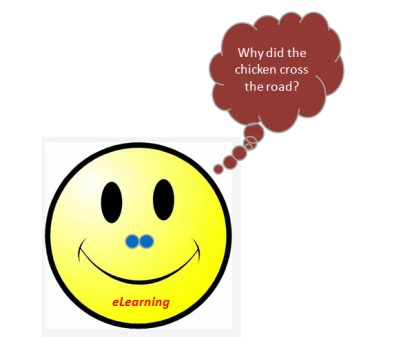 Why did the
chicken cross
the road?
eLearning